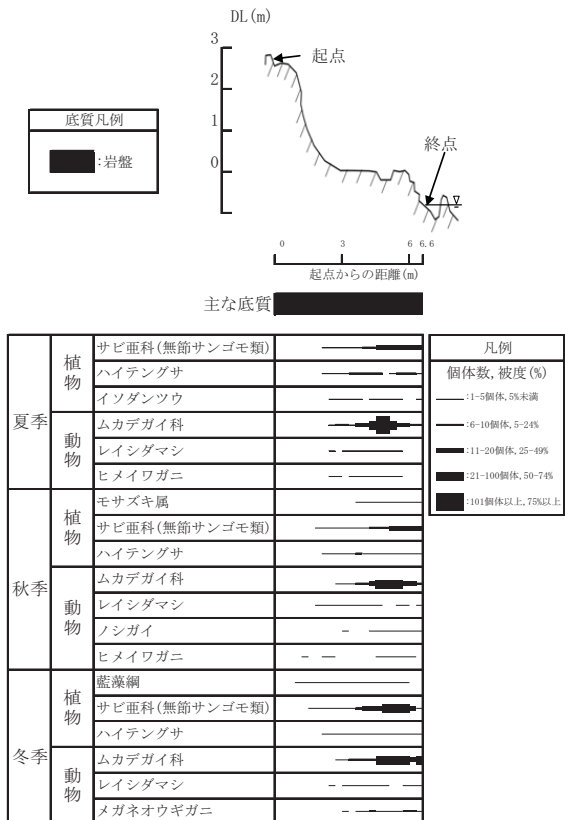 DL(m)
3
2
1
0
起点
終点
底質凡例
:岩盤
0 3 6 6.6
起点からの距離(m)
主な底質
夏季
植物
サビ亜科(無節サンゴモ類)
ハイテングサ
イソダンツウ
動物
ムカデガイ科
レイシダマシ
ヒメイワガニ
秋季
植物
モサズキ属
サビ亜科(無節サンゴモ類)
ハイテングサ
動物
ムカデガイ科
レイシダマシ
ノシガイ
ヒメイワガニ
冬季
植物
藍藻綱
サビ亜科(無節サンゴモ類)
ハイテングサ
動物
ムカデガイ科
レイシダマシ
メガネオウギガニ
凡例
個体数,被度(%)
:1-5個体,5%未満
:6-10個体,5-24%
:11-20個体,25-49%
:21-100個体,50-74%
:101個体以上,75%以上